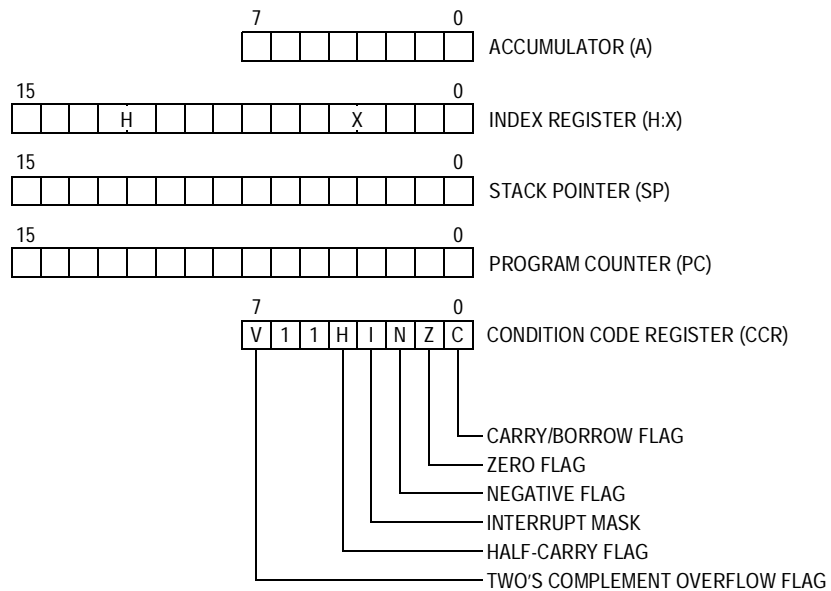 7 0
ACCUMULATOR (A)
15 0
H X INDEX REGISTER (H:X)
15 0
STACK POINTER (SP)
15 0
PROGRAM COUNTER (PC)
7 0
V 1 1 H I N Z C CONDITION CODE REGISTER (CCR)
CARRY/BORROW FLAG
ZERO FLAG
NEGATIVE FLAG
INTERRUPT MASK
HALF-CARRY FLAG
TWO'S COMPLEMENT OVERFLOW FLAG